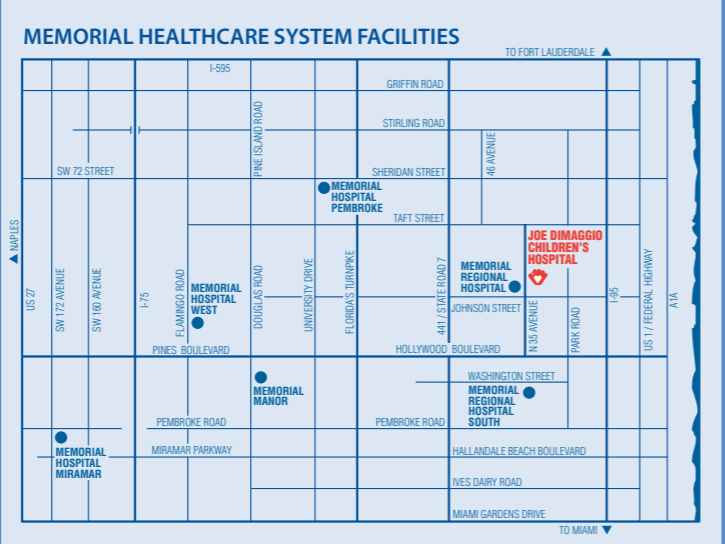 MEMORIAL HEALTHCARE SYSTEM FACILITIES
TO FORT LAUDERDALE
I-595
GRIFFIN ROAD
STIRLING ROAD
PINE ISLAND ROAD
46 AVENUE
SW 72 STREET
SHERIDAN STREET
MEMORIAL
HOSPITAL
PEMBROKE
TAFT STREET
NAPLES
JOE DIMAGGIO
CHILDREN'S
HOSPITAL
MEMORIAL
REGIONAL
HOSPITAL
US 27
SW 172 AVENUE
SW 160 AVENUE
I-75
FLAMINGO ROAD
MEMORIAL
HOSPITAL
WEST
DOUGLAS ROAD
UNIVERSITY DRIVE
FLORIDA'S TURNPIKE
441 / STATE ROAD 7
JOHNSON STREET
N 35 AVENUE
PARK ROAD
I-95
US 1 / FEDERAL HIGHWAY
A1A
PINES BOULEVARD
HOLLYWOOD BOULEVARD
WASHINGTON STREET
MEMORIAL
MANOR
MEMORIAL
REGIONAL
HOSPITAL
SOUTH
PEMBROKE ROAD
PEMBROKE ROAD
MEMORIAL
HOSPITAL
MIRAMAR
MIRAMAR PARKWAY
HALLANDALE BEACH BOULEVARD
IVES DAIRY ROAD
MIAMI GARDENS DRIVE
TO MIAMI